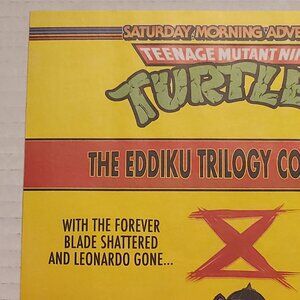 SATURDAY MORNING ADVE
TEENAGE MUTANT NIN
TURTLE
THE EDDIKU TRILOGY CO
WITH THE FOREVER
BLADE SHATTERED
AND LEONARDO GONE...